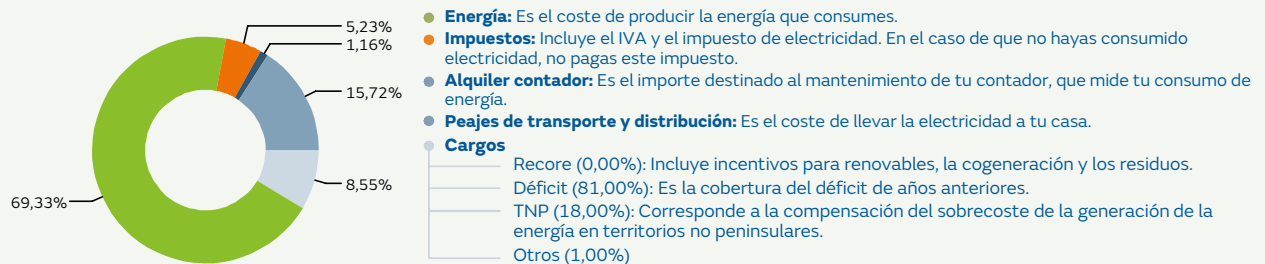 5,23%
1,16%
15,72%
8,55%
69,33%
Energía: Es el coste de producir la energía que consumes.
Impuestos: Incluye el IVA y el impuesto de electricidad. En el caso de que no hayas consumido
electricidad, no pagas este impuesto.
Alquiler contador: Es el importe destinado al mantenimiento de tu contador, que mide tu consumo de
energía.
Peajes de transporte y distribución: Es el coste de llevar la electricidad a tu casa.
Cargos
Recore (0,00%): Incluye incentivos para renovables, la cogeneración y los residuos.
Déficit (81,00%): Es la cobertura del déficit de años anteriores.
TNP (18,00%): Corresponde a la compensación del sobrecoste de la generación de la
energía en territorios no peninsulares.
Otros (1,00%)